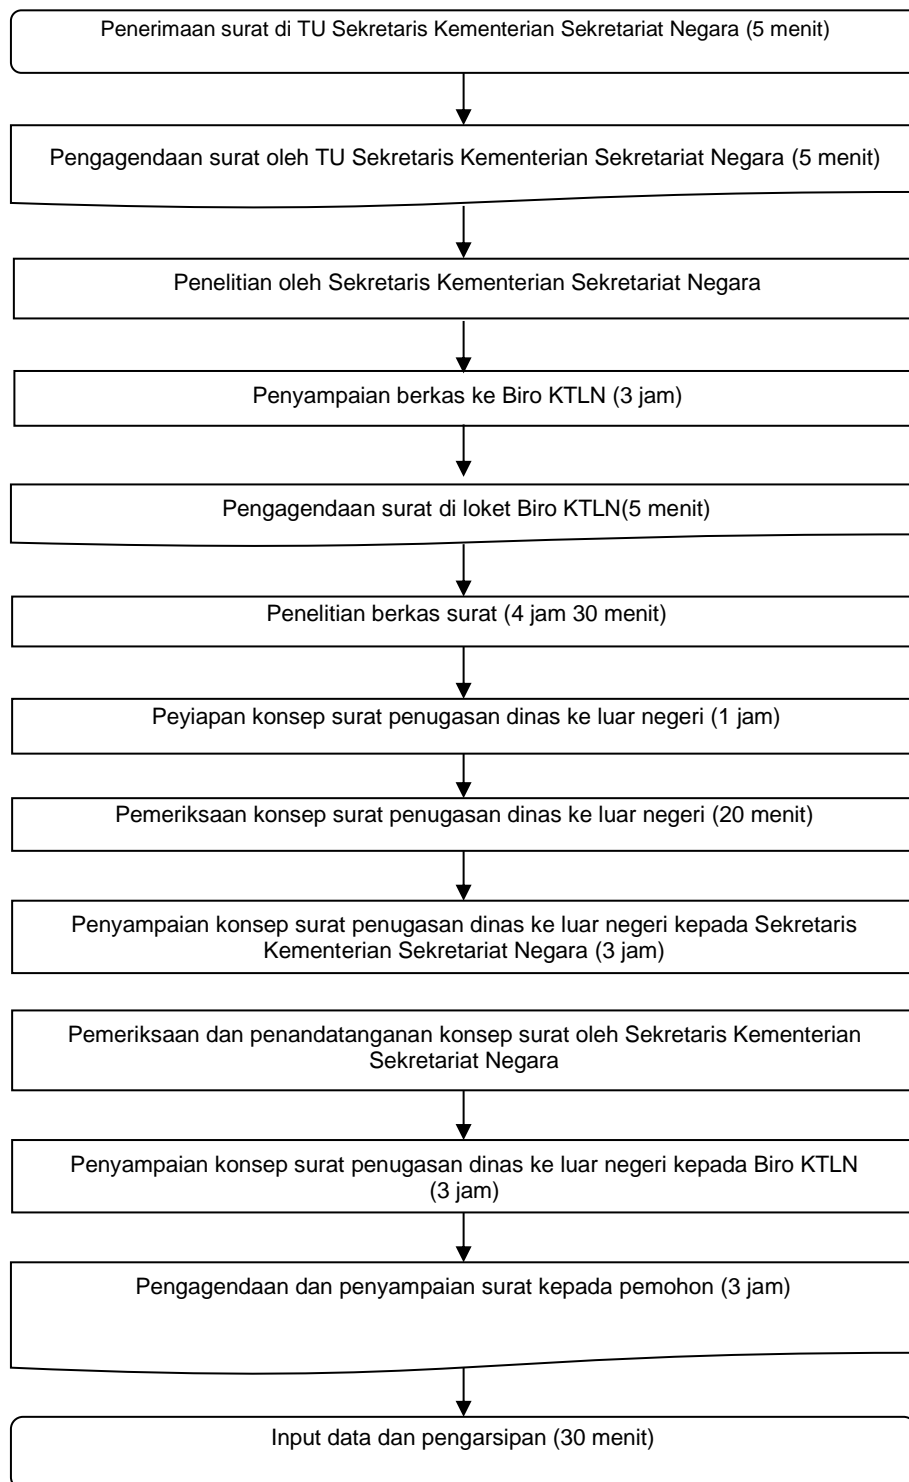 Penerimaan surat di TU Sekretaris Kementerian Sekretariat Negara (5 menit)
Pengagendaan surat oleh TU Sekretaris Kementerian Sekretariat Negara (5 menit)
Penelitian oleh Sekretaris Kementerian Sekretariat Negara
Penyampaian berkas ke Biro KTLN (3 jam)
Pengagendaan surat di loket Biro KTLN(5 menit)
Penelitian berkas surat (4 jam 30 menit)
Peyiapan konsep surat penugasan dinas ke luar negeri (1 jam)
Pemeriksaan konsep surat penugasan dinas ke luar negeri (20 menit)
Penyampaian konsep surat penugasan dinas ke luar negeri kepada Sekretaris
Kementerian Sekretariat Negara (3 jam)
Pemeriksaan dan penandatanganan konsep surat oleh Sekretaris Kementerian
Sekretariat Negara
Penyampaian konsep surat penugasan dinas ke luar negeri kepada Biro KTLN
(3 jam)
Pengagendaan dan penyampaian surat kepada pemohon (3 jam)
Input data dan pengarsipan (30 menit)